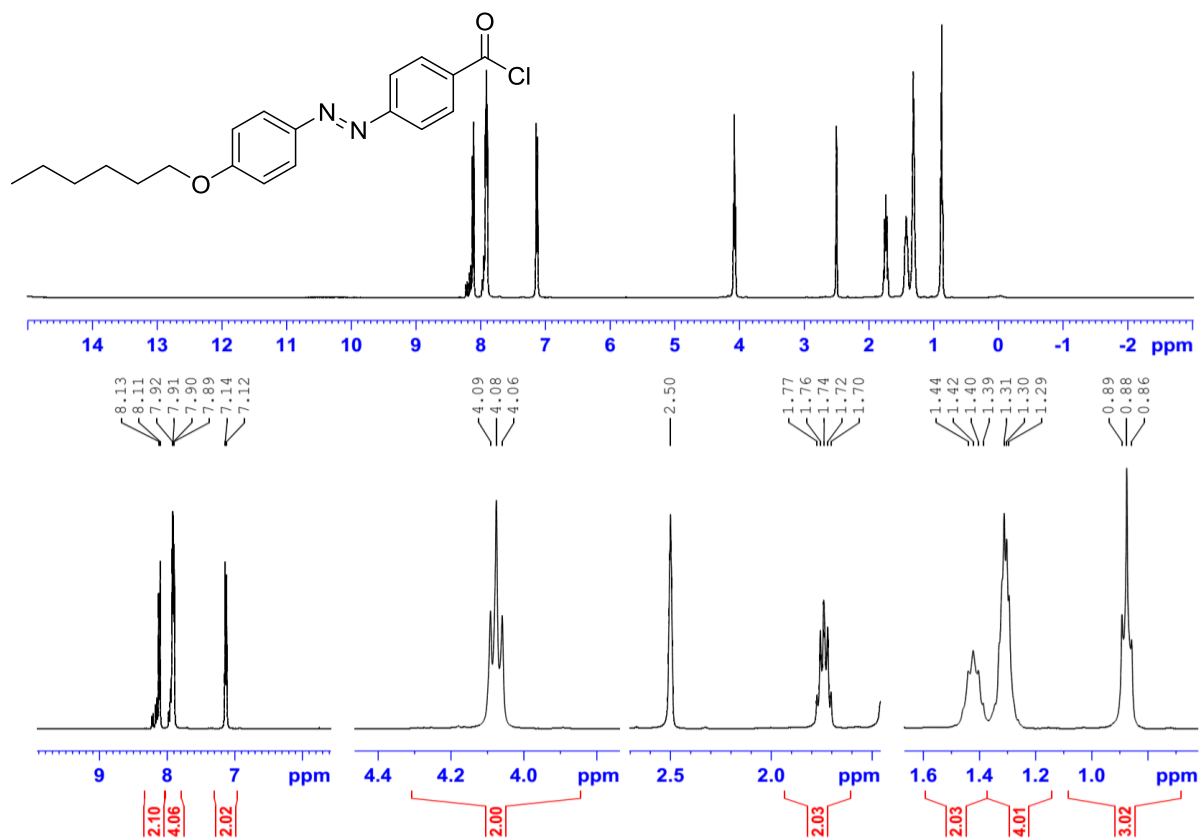 O
Cl
N
N
O
14 13 12 11 10 9 8 7 6 5 4 3 2 1 0 -1 -2 ppm
8.13 8.11 7.92 7.91 7.90 7.89 7.14 7.12 4.09 4.08 4.06 2.50 1.77 1.76 1.74 1.72 1.70 1.44 1.42 1.40 1.39 1.31 1.30 1.29 0.89 0.88 0.86
9 8 7 ppm 4.4 4.2 4.0 ppm 2.5 2.0 ppm 1.6 1.4 1.2 1.0 ppm
2.10 4.06 2.02 2.00 2.03 2.03 4.01 3.02